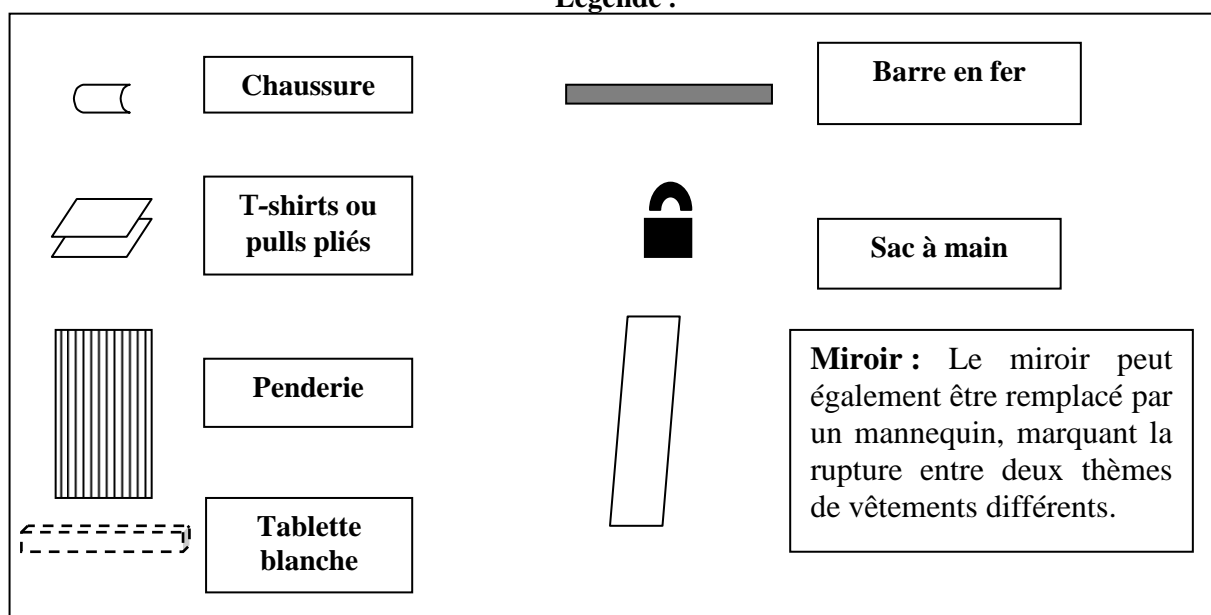 Légende :
Chaussure
Barre en fer
T-shirts ou
pulls pliés
Sac à main
Penderie
Miroir : Le miroir peut
également être remplacé par
un mannequin, marquant la
rupture entre deux thèmes
de vêtements différents.
Tablette
blanche